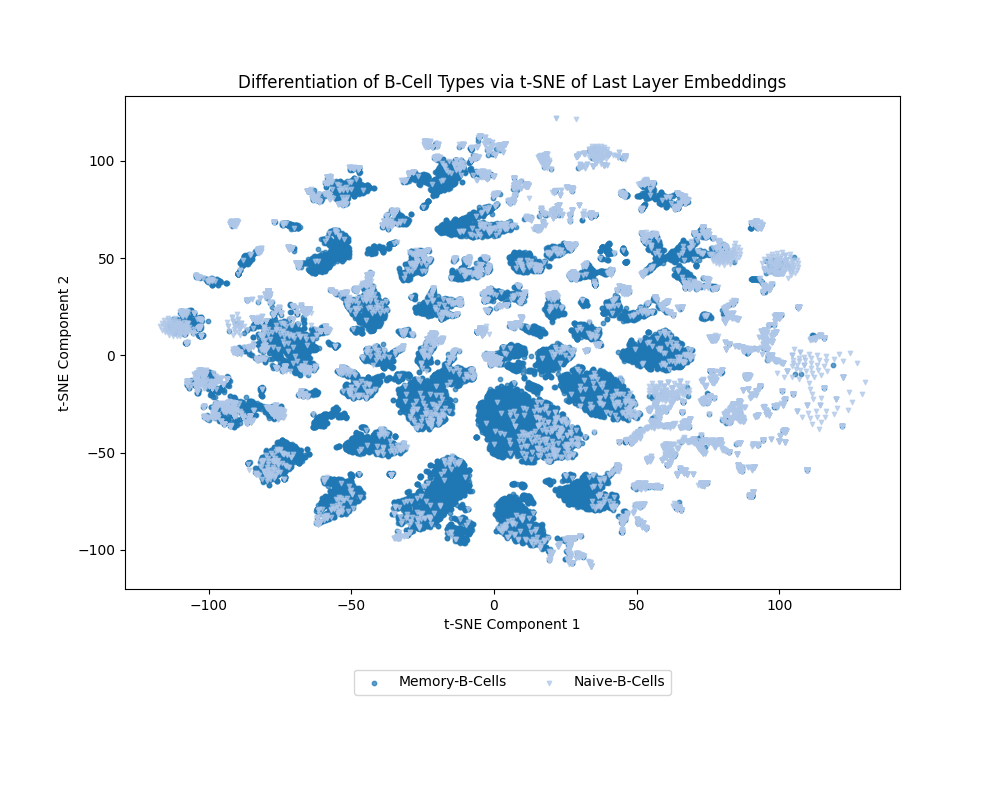 Differentiation of B-Cell Types via t-SNE of Last Layer Embeddings
100
50
0
−50
−100
t-SNE Component 2
−100 −50 0 50 100
t-SNE Component 1
Memory-B-Cells Naive-B-Cells